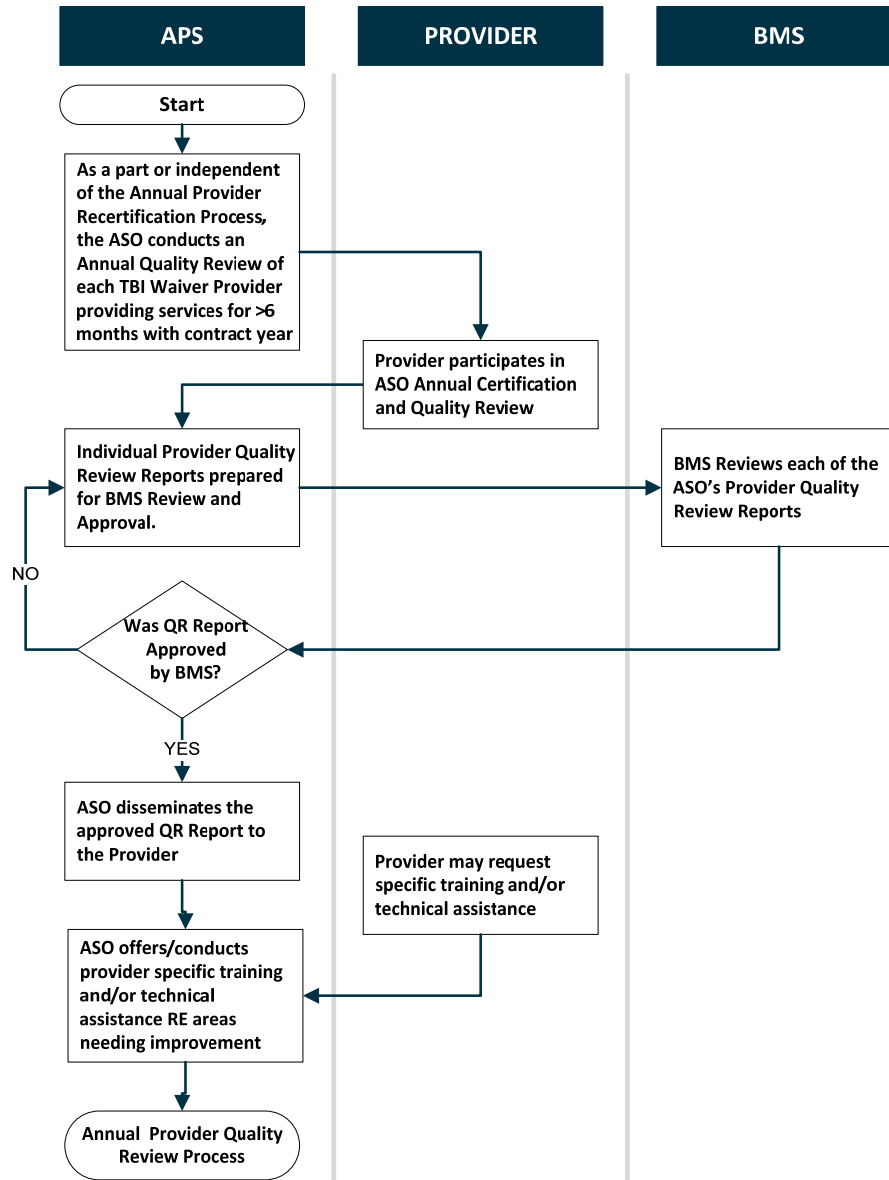 APS
PROVIDER
BMS
Start
As a part or independent
of the Annual Provider
Recertification Process,
the ASO conducts an
Annual Quality Review of
each TBI Waiver Provider
providing services for >6
months with contract year
Provider participates in
ASO Annual Certification
and Quality Review
Individual Provider Quality
Review Reports prepared
for BMS Review and
Approval.
BMS Reviews each of the
ASO's Provider Quality
Review Reports
NO
Was QR Report
Approved
by BMS?
YES
ASO disseminates the
approved QR Report to
the Provider
Provider may request
specific training and/or
technical assistance
ASO offers/conducts
provider specific training
and/or technical
assistance RE areas
needing improvement
Annual Provider Quality
Review Process